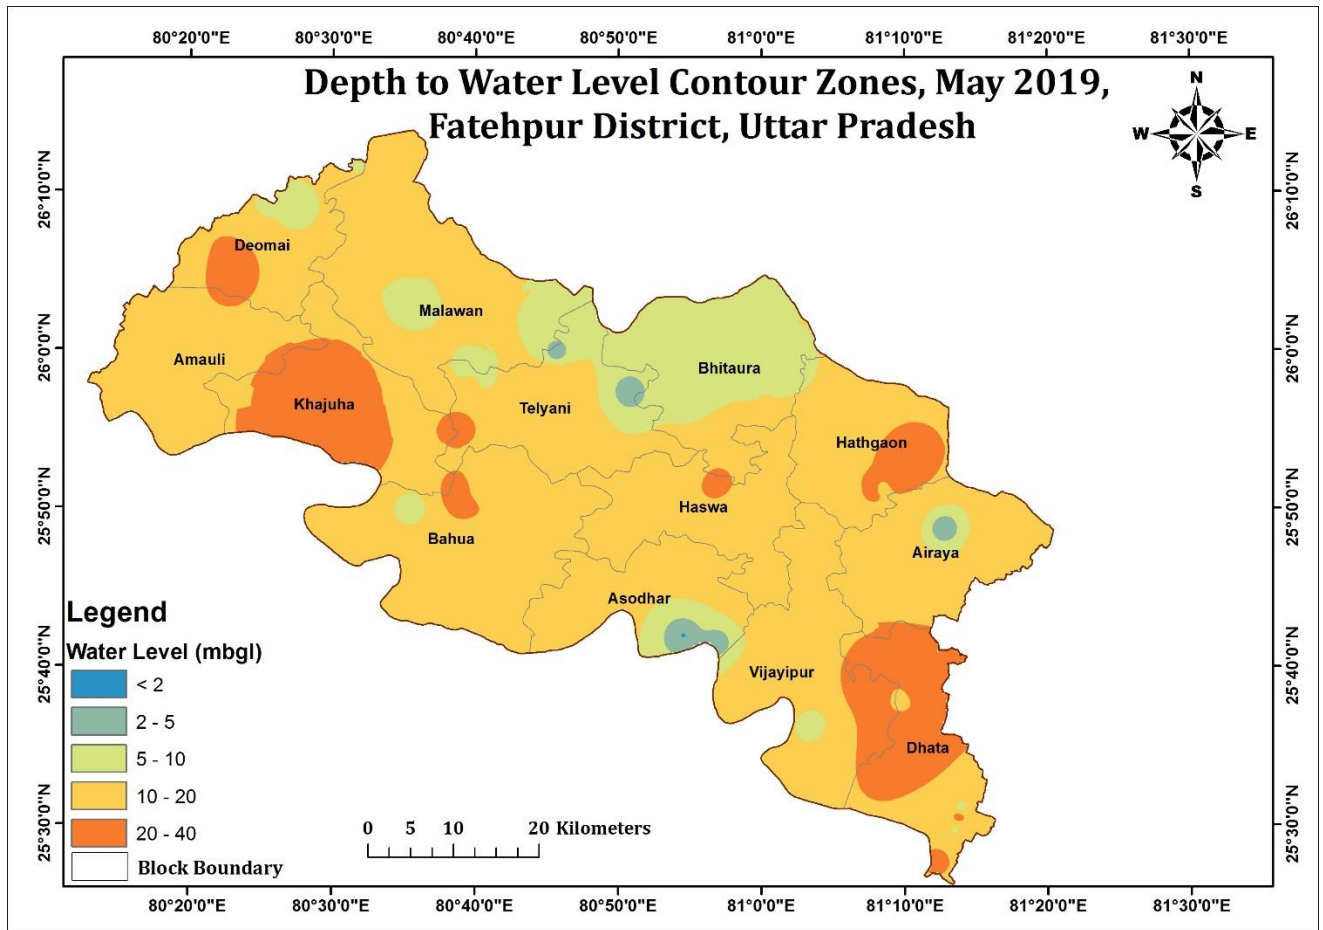 80°20'0"E 80°30'0"E 80°40'0"E 80°50'0"E 81°0'0"E 81°10'0"E 81°20'0"E 81°30'0"E
Depth to Water Level Contour Zones, May 2019,
Fatehpur District, Uttar Pradesh
N
W E
S
26°10'0"N 26°10'0"N
Deomai
Malawan
26°0'0"N 26°0'0"N
Amauli
Bhitaura
Khajuha
Telyani
Hathgaon
25°50'0"N 25°50'0"N
Haswa
Bahua
Airaya
Asodhar
25°40'0"N 25°40'0"N
Vijayipur
Dhata
25°30'0"N 25°30'0"N
Legend
Water Level (mbgl)
< 2
2 - 5
5 - 10
10 - 20
20 - 40
Block Boundary
0 5 10 20 Kilometers
80°20'0"E 80°30'0"E 80°40'0"E 80°50'0"E 81°0'0"E 81°10'0"E 81°20'0"E 81°30'0"E